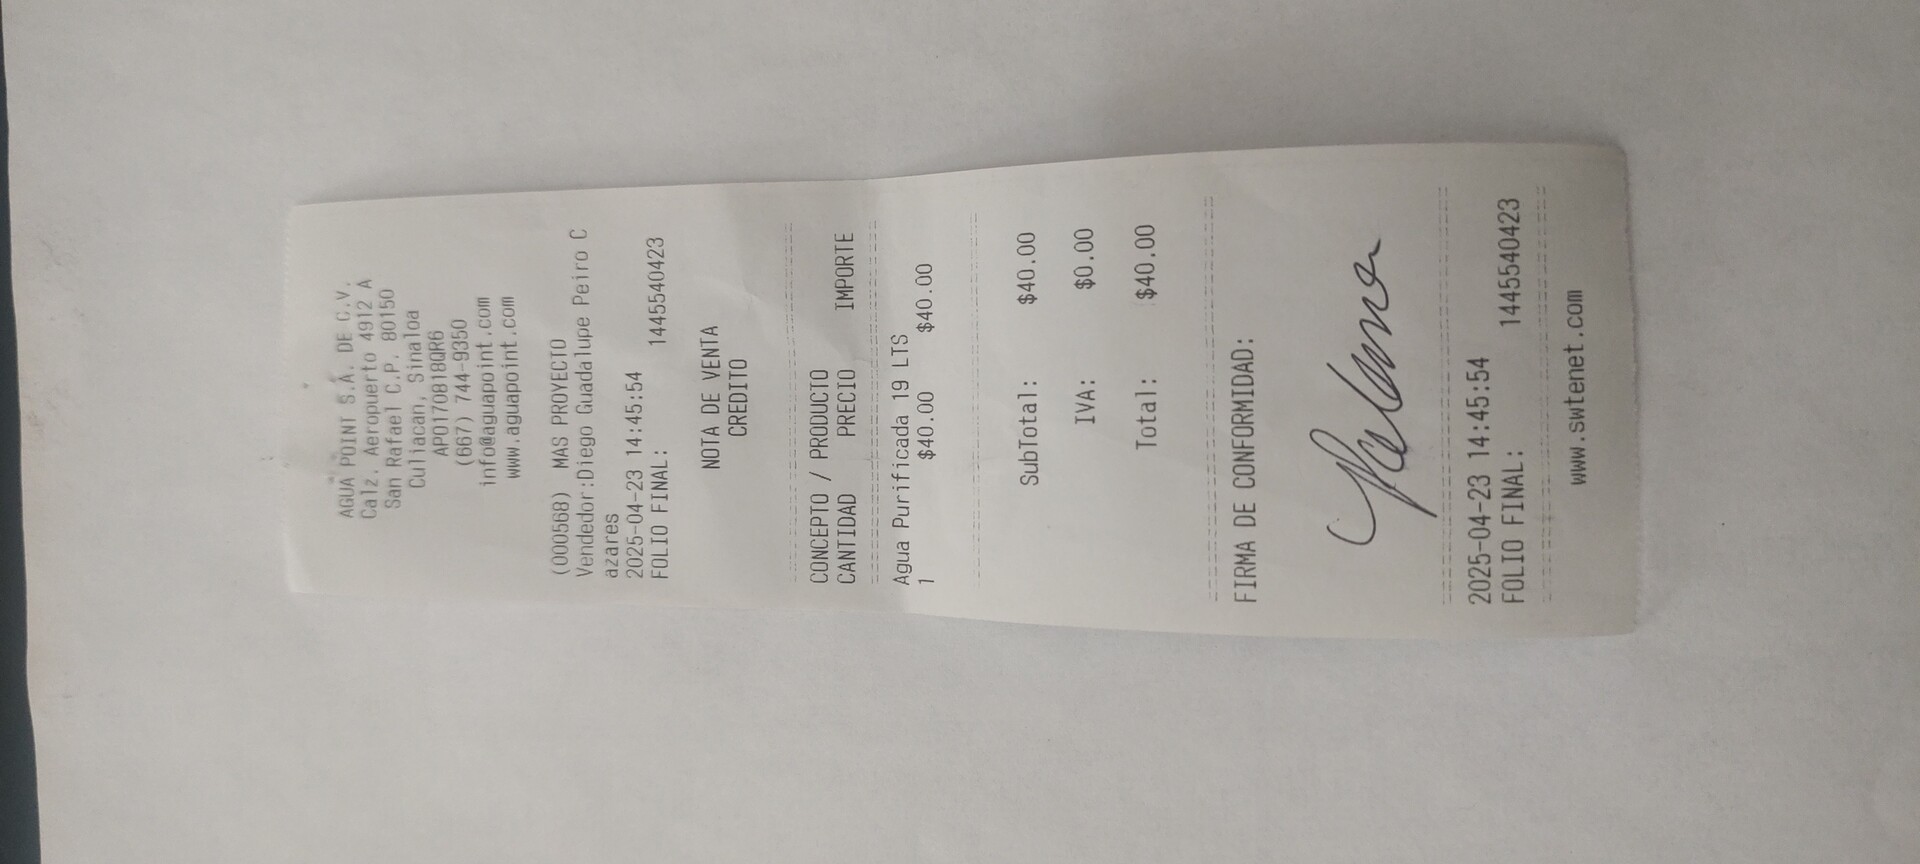 AGUA POINT S.A. DE C.V.
Calz. Aeropuerto 4912 A
San Rafael C.P. 80150
Culiacan, Sinaloa
APO170818QR6
(667) 744-9350
info@aguapoint.com
www.aguapoint.com
(000568) MAS PROYECTO
Vendedor:Diego Guadalupe Peiro C
azares
2025-04-23 14:45:54
FOLIO FINAL: 1445540423
NOTA DE VENTA
CREDITO
CONCEPTO / PRODUCTO
CANTIDAD PRECIO IMPORTE
Agua Purificada 19 LTS
1 $40.00 $40.00
SubTotal: $40.00
IVA: $0.00
Total: $40.00
FIRMA DE CONFORMIDAD:
2025-04-23 14:45:54
FOLIO FINAL: 1445540423
www.swtenet.com